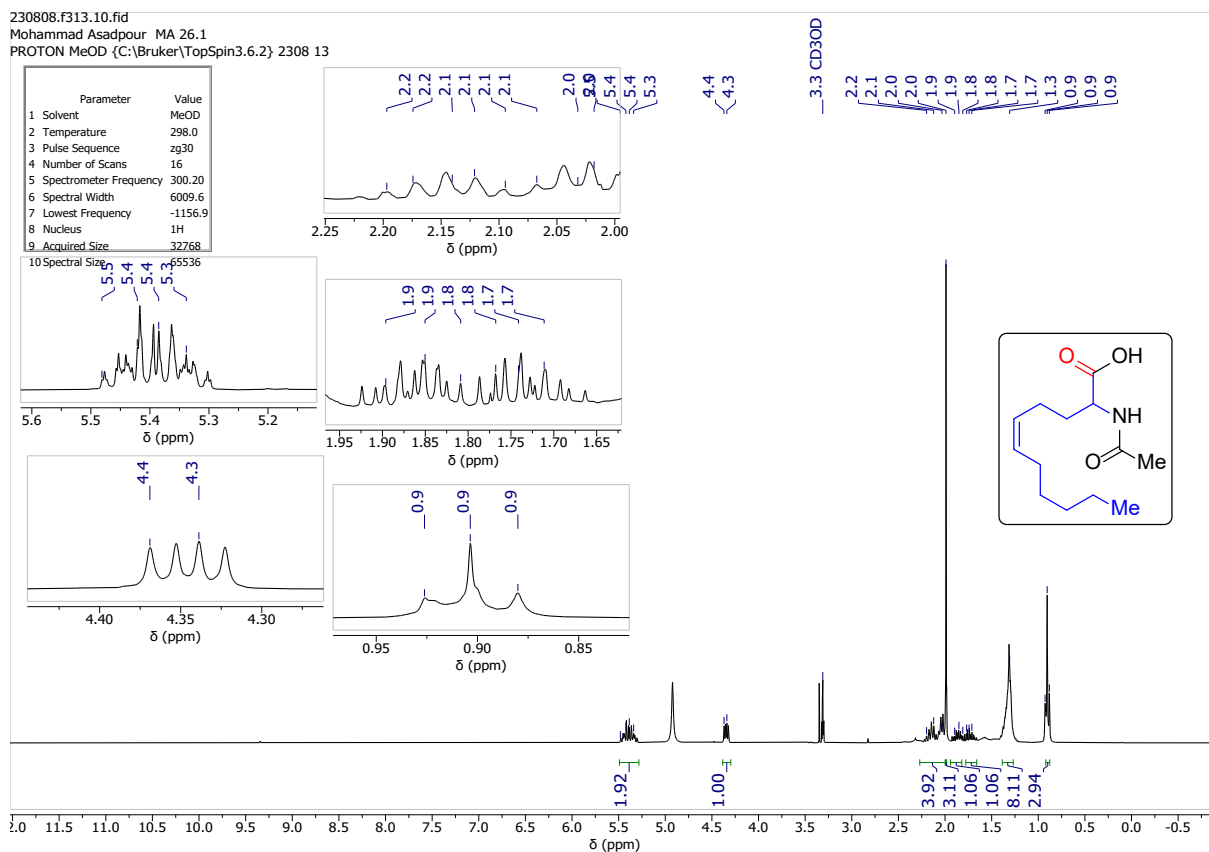 230808.f313.10.fid
Mohammad Asadpour MA 26.1
PROTON MeOD {C:\Bruker\TopSpin3.6.2} 2308 13
Parameter Value
1 Solvent MeOD
2 Temperature 298.0
3 Pulse Sequence zg30
4 Number of Scans 16
5 Spectrometer Frequency 300.20
6 Spectral Width 6009.6
7 Lowest Frequency -1156.9
8 Nucleus 1H
9 Acquired Size 32768
10 Spectral Size 65536
2.2 2.2 2.1 2.1 2.1 2.1 2.0
5.4 5.4 5.3 4.4 4.3 3.3 CD3OD 2.2 2.1 2.0 2.0 1.9 1.9 1.8 1.8 1.7 1.7 1.3 0.9 0.9 0.9
2.25 2.20 2.15 2.10 2.05 2.00
δ (ppm)
5.5 5.4 5.4 5.3
5.6 5.5 5.4 5.3 5.2
δ (ppm)
1.9 1.9 1.8 1.8 1.7 1.7
1.95 1.90 1.85 1.80 1.75 1.70 1.65
δ (ppm)
4.4 4.3
4.40 4.35 4.30
δ (ppm)
0.9 0.9 0.9
0.95 0.90 0.85
δ (ppm)
O
OH
NH
O
Me
Me
1.92 1.00 3.92 3.11 1.06 1.06 8.11 2.94
2.0 11.5 11.0 10.5 10.0 9.5 9.0 8.5 8.0 7.5 7.0 6.5 6.0 5.5 5.0 4.5 4.0 3.5 3.0 2.5 2.0 1.5 1.0 0.5 0.0 -0.5
δ (ppm)